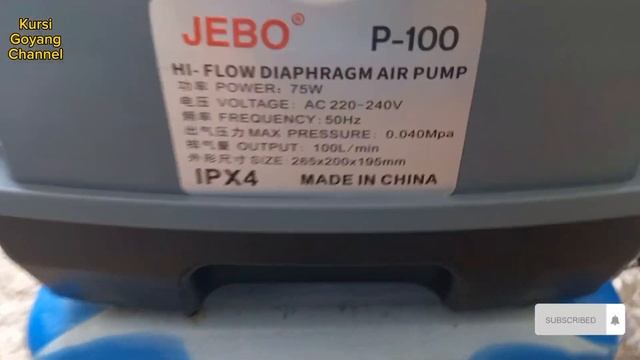 Kursi
Goyang
Channel
JEBO® P-100
HI-FLOW DIAPHRAGM AIR PUMP
功率 POWER: 75W
电压 VOLTAGE: AC 220-240V
频率 FREQUENCY: 50Hz
出气压力 MAX PRESSURE: 0.040Mpa
排气量 OUTPUT: 100L/min
外形尺寸 SIZE: 265x200x195mm
IPX4 MADE IN CHINA
SUBSCRIBED